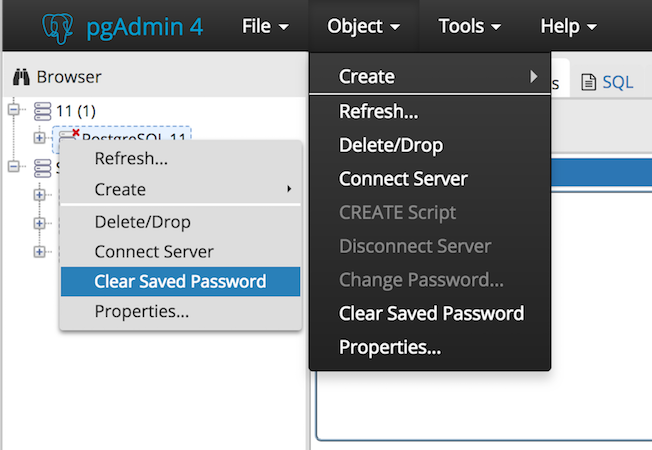 pgAdmin 4 File Object Tools Help
Browser
11 (1)
PostgreSQL 11
Refresh...
Create
Delete/Drop
Connect Server
Clear Saved Password
Properties...
Create
Refresh...
Delete/Drop
Connect Server
CREATE Script
Disconnect Server
Change Password...
Clear Saved Password
Properties...
SQL